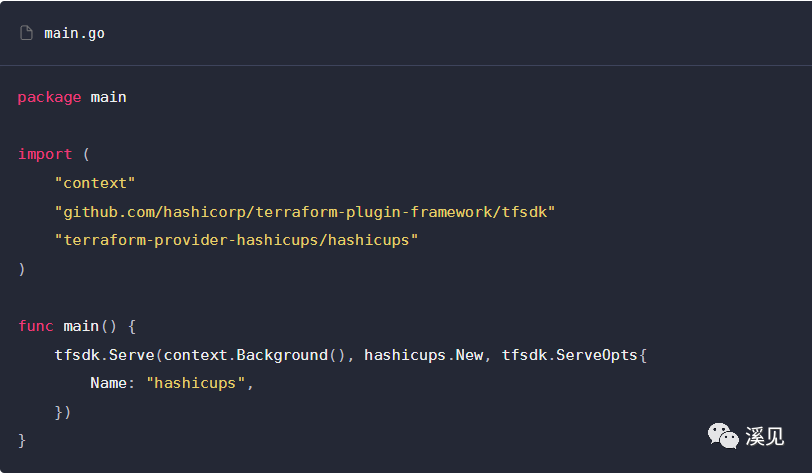 main.go
package main
import (
    "context"
    "github.com/hashicorp/terraform-plugin-framework/tfsdk"
    "terraform-provider-hashicups/hashicups"
)
func main() {
    tfsdk.Serve(context.Background(), hashicups.New, tfsdk.ServeOpts{
        Name: "hashicups",
    })
}
溪见